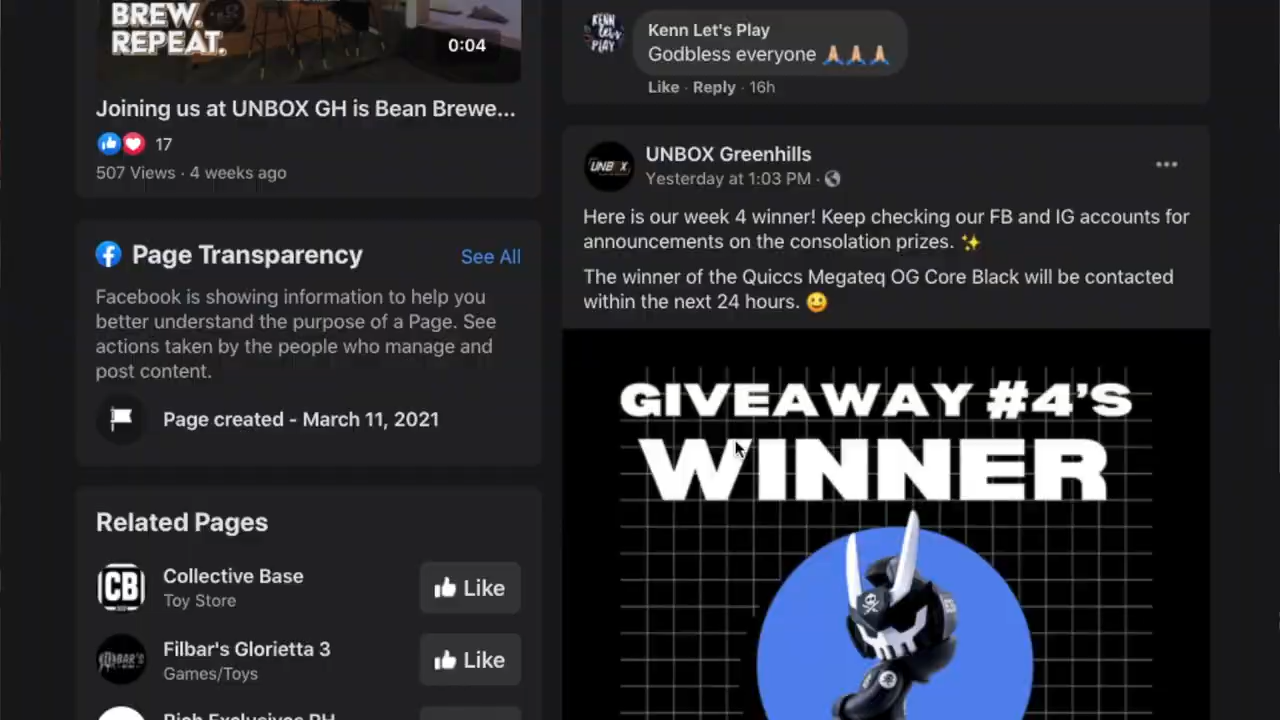 BREW.
REPEAT.
0:04
Joining us at UNBOX GH is Bean Brewe...
17
507 Views · 4 weeks ago
Page Transparency
See All
Facebook is showing information to help you
better understand the purpose of a Page. See
actions taken by the people who manage and
post content.
Page created - March 11, 2021
Related Pages
CB
Collective Base
Toy Store
Like
FILBAR'S
Filbar's Glorietta 3
Games/Toys
Like
KENN
let's
PLAY
Kenn Let's Play
Godbless everyone 🙏🏼🙏🏼🙏🏼
Like · Reply · 16h
UNBOX
UNBOX Greenhills
Yesterday at 1:03 PM ·
Here is our week 4 winner! Keep checking our FB and IG accounts for
announcements on the consolation prizes. ✨
The winner of the Quiccs Megateq OG Core Black will be contacted
within the next 24 hours. 😀
GIVEAWAY #4'S
WINNER